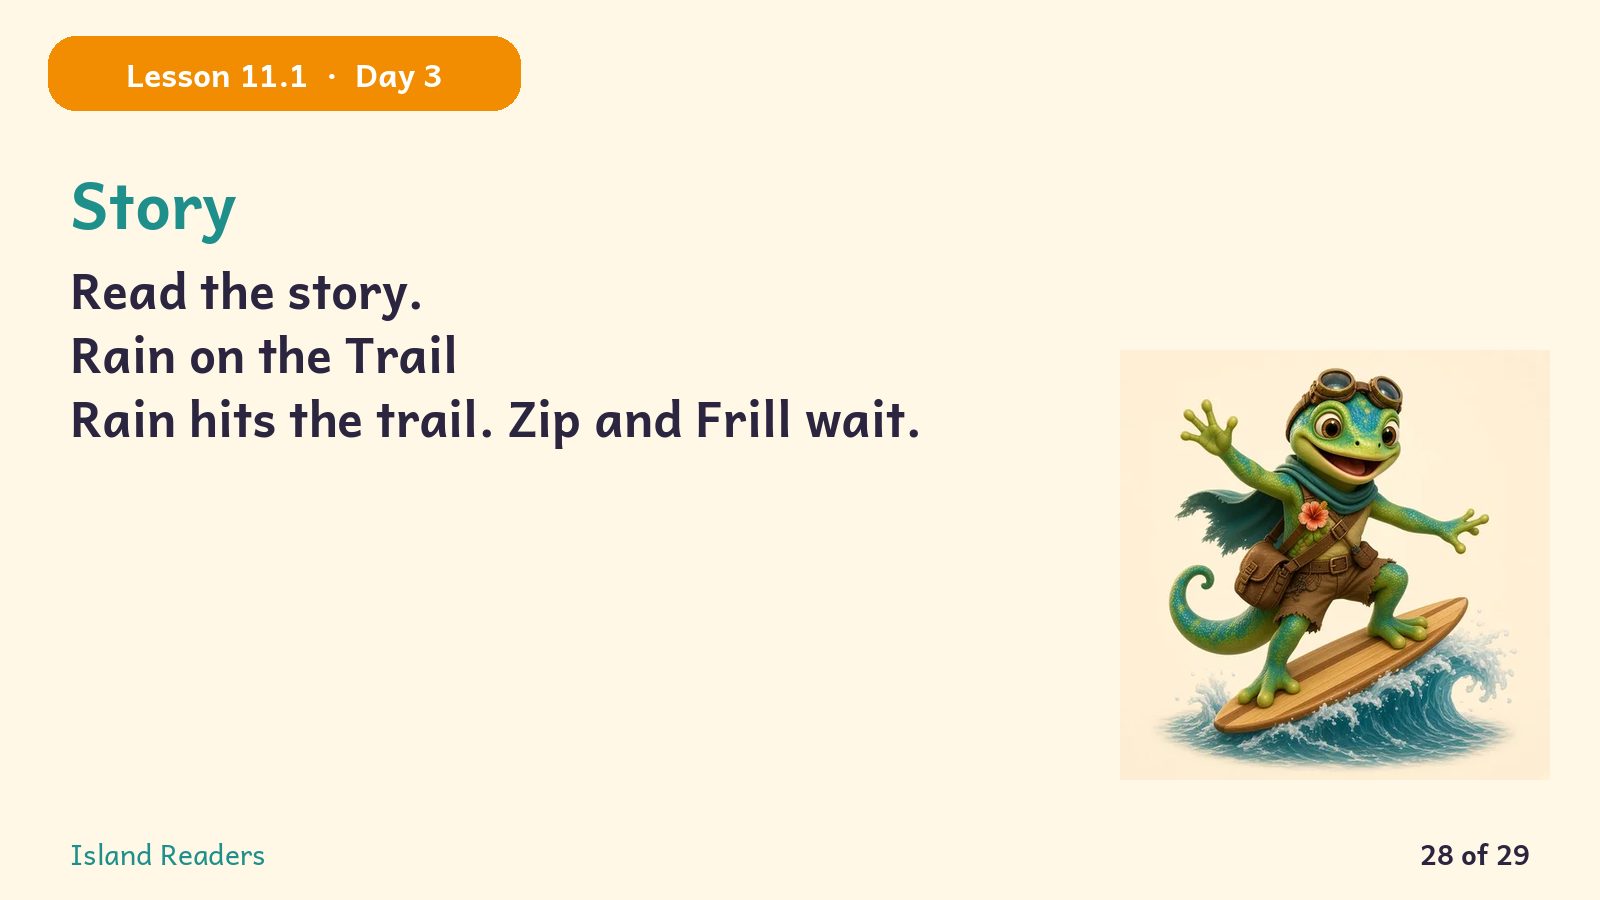 Lesson 11.1 · Day 3
Story
Read the story.
Rain on the Trail
Rain hits the trail. Zip and Frill wait.
Island Readers
28 of 29